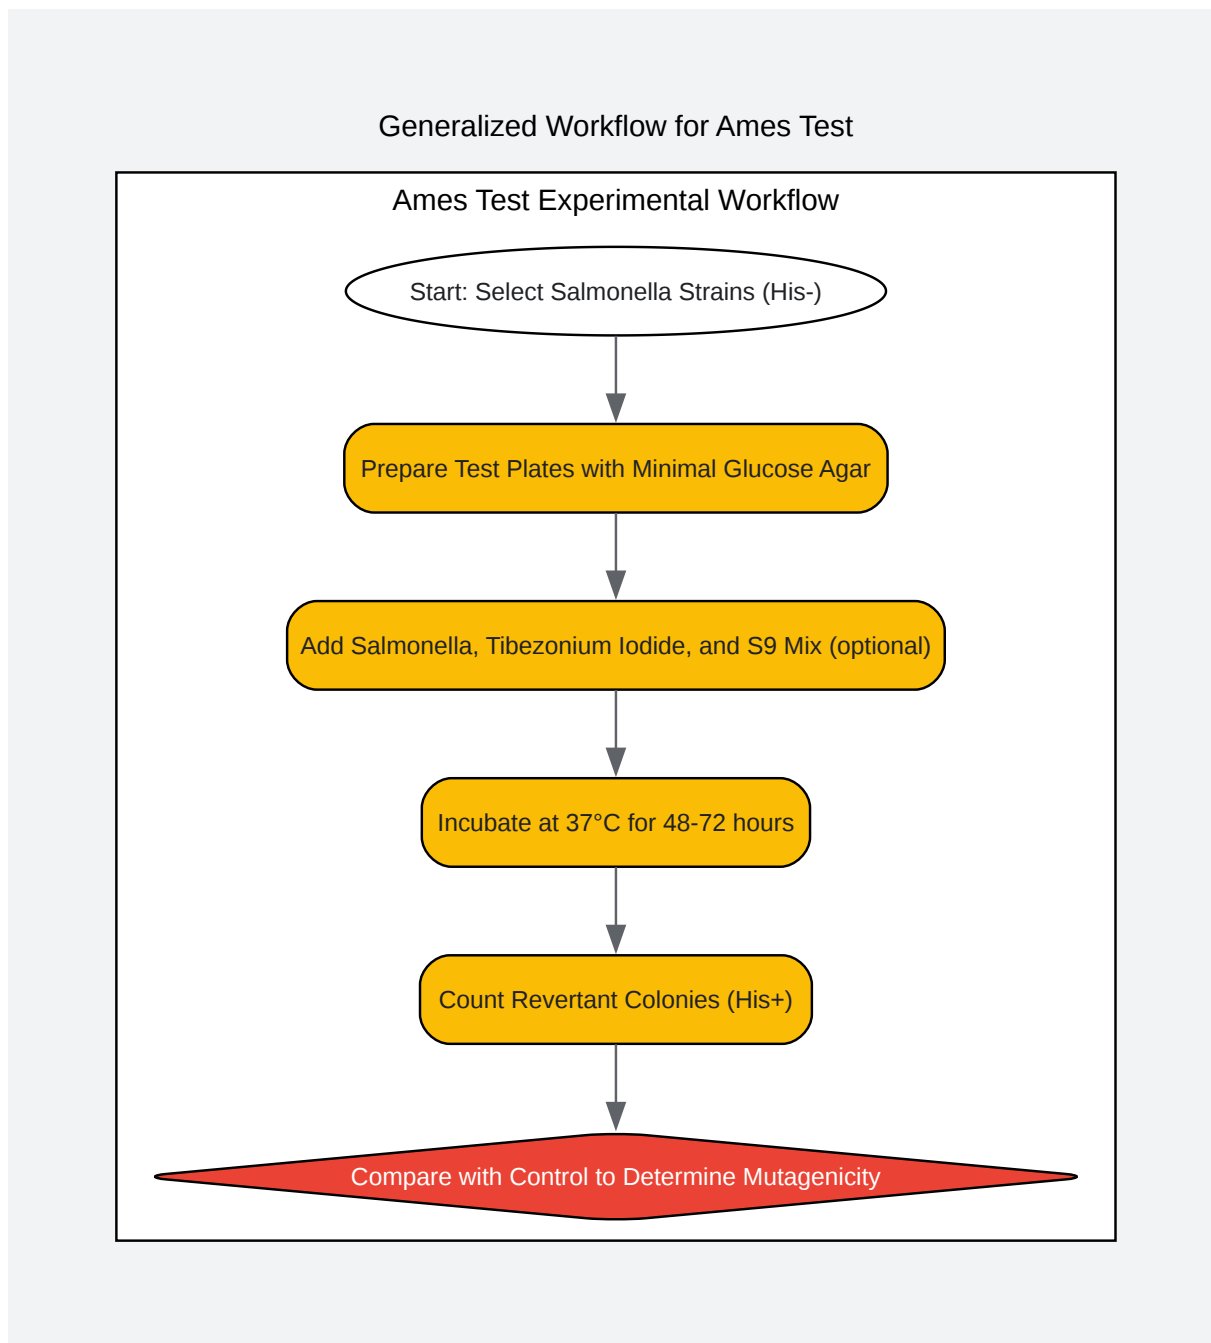 Generalized Workflow for Ames Test
Ames Test Experimental Workflow
Start: Select Salmonella Strains (His-)
Prepare Test Plates with Minimal Glucose Agar
Add Salmonella, Tibezonium Iodide, and S9 Mix (optional)
Incubate at 37°C for 48-72 hours
Count Revertant Colonies (His+)
Compare with Control to Determine Mutagenicity